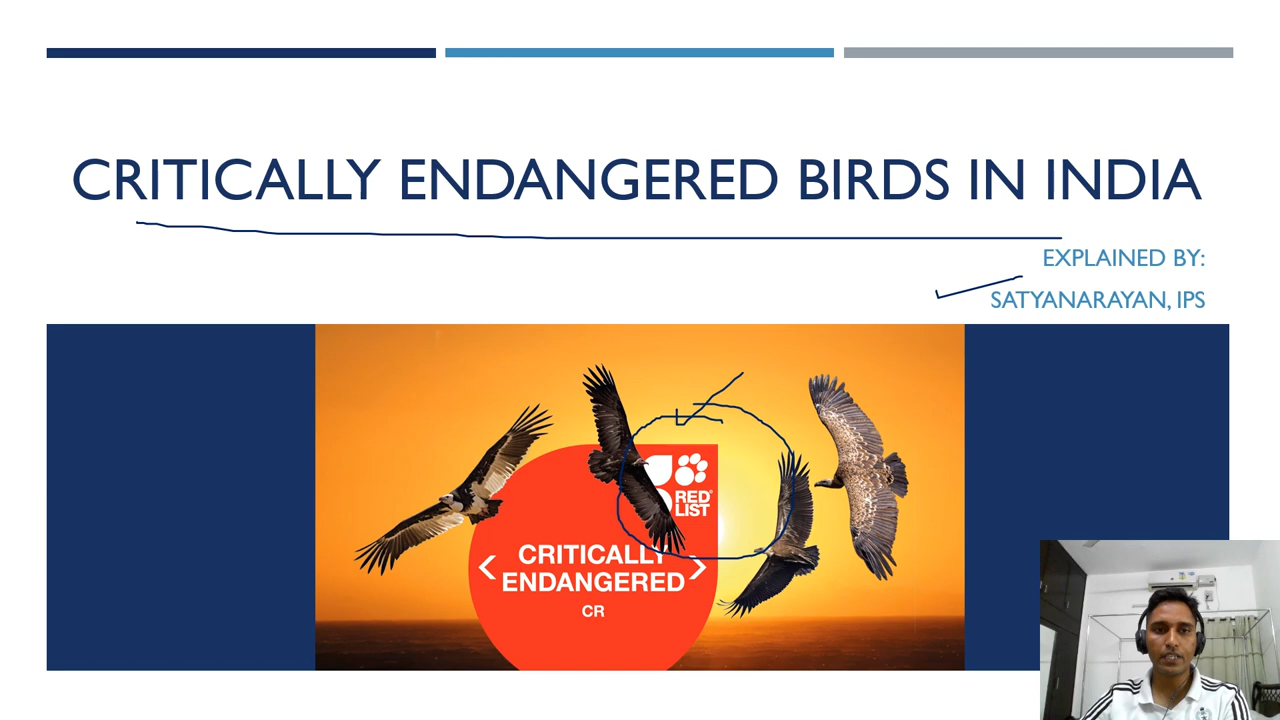 CRITICALLY ENDANGERED BIRDS IN INDIA
EXPLAINED BY:
SATYANARAYAN, IPS
RED
LIST
CRITICALLY
< ENDANGERED >
CR